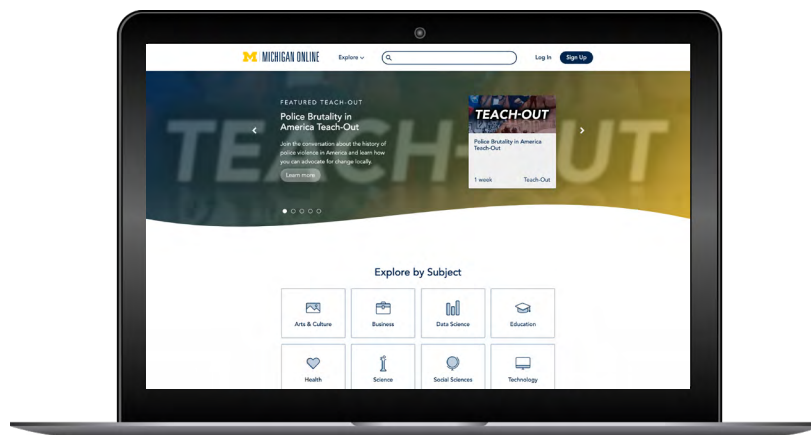 M | MICHIGAN ONLINE Explore Log In Sign Up
TEACH-OUT
FEATURED TEACH-OUT
Police Brutality in
America Teach-Out
Join the conversation about the history of
police violence in America and learn how
you can advocate for change locally.
Learn more
TEACH-OUT
Police Brutality in America
Teach-Out
1 week Teach-Out
Explore by Subject
Arts & Culture Business Data Science Education
Health Science Social Sciences Technology